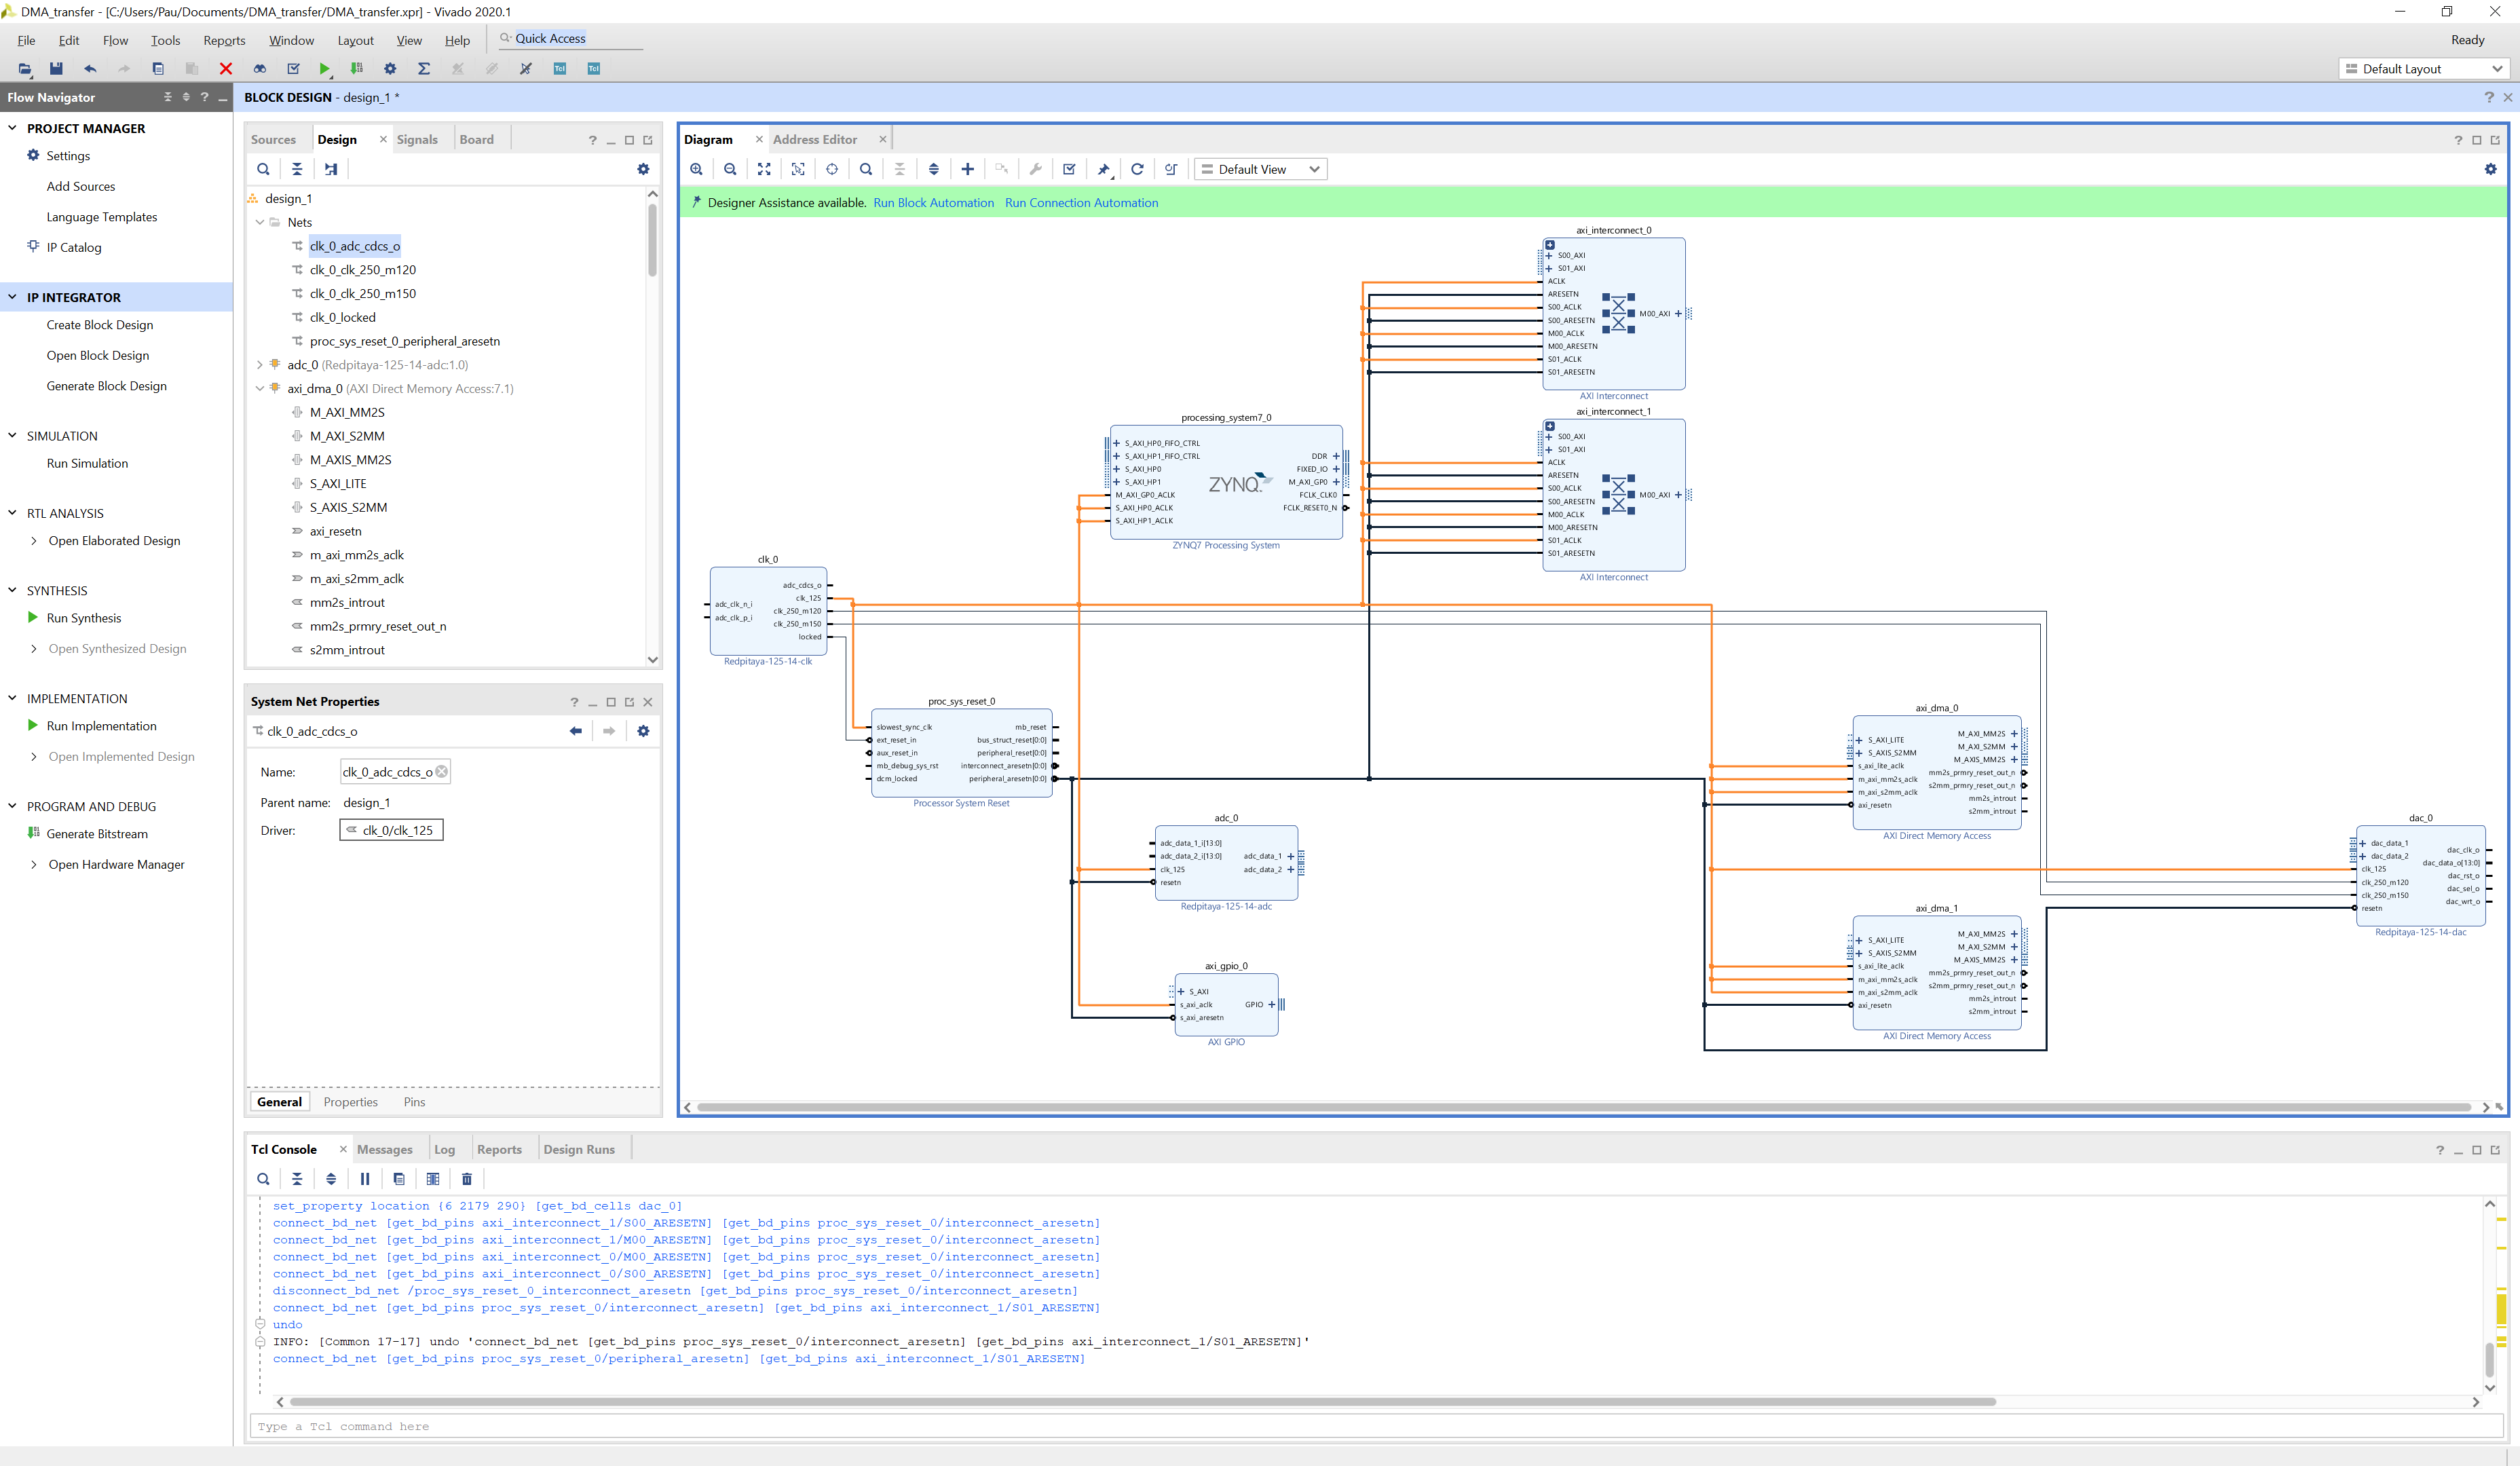 DMA_transfer - [C:/Users/Pau/Documents/DMA_transfer/DMA_transfer.xpr] - Vivado 2020.1
File Edit Flow Tools Reports Window Layout View Help Quick Access Ready
Default Layout
Flow Navigator
PROJECT MANAGER
Settings
Add Sources
Language Templates
IP Catalog
IP INTEGRATOR
Create Block Design
Open Block Design
Generate Block Design
SIMULATION
Run Simulation
RTL ANALYSIS
Open Elaborated Design
SYNTHESIS
Run Synthesis
Open Synthesized Design
IMPLEMENTATION
Run Implementation
Open Implemented Design
PROGRAM AND DEBUG
Generate Bitstream
Open Hardware Manager
BLOCK DESIGN - design_1 *
Sources Design Signals Board
design_1
Nets
clk_0_adc_cdcs_o
clk_0_clk_250_m120
clk_0_clk_250_m150
clk_0_locked
proc_sys_reset_0_peripheral_aresetn
adc_0 (Redpitaya-125-14-adc:1.0)
axi_dma_0 (AXI Direct Memory Access:7.1)
M_AXI_MM2S
M_AXI_S2MM
M_AXIS_MM2S
S_AXI_LITE
S_AXIS_S2MM
axi_resetn
m_axi_mm2s_aclk
m_axi_s2mm_aclk
mm2s_introut
mm2s_prmry_reset_out_n
s2mm_introut
System Net Properties
clk_0_adc_cdcs_o
Name: clk_0_adc_cdcs_o
Parent name: design_1
Driver: clk_0/clk_125
General Properties Pins
Diagram Address Editor
Default View
Designer Assistance available. Run Block Automation Run Connection Automation
axi_interconnect_0
S00_AXI
S01_AXI
ACLK
ARESETN
S00_ACLK
S00_ARESETN
M00_ACLK
M00_ARESETN
S01_ACLK
S01_ARESETN
M00_AXI
AXI Interconnect
axi_interconnect_1
S00_AXI
S01_AXI
ACLK
ARESETN
S00_ACLK
S00_ARESETN
M00_ACLK
M00_ARESETN
S01_ACLK
S01_ARESETN
M00_AXI
AXI Interconnect
processing_system7_0
S_AXI_HP0_FIFO_CTRL
S_AXI_HP1_FIFO_CTRL
S_AXI_HP0
S_AXI_HP1
M_AXI_GP0_ACLK
S_AXI_HP0_ACLK
S_AXI_HP1_ACLK
ZYNQ
DDR
FIXED_IO
M_AXI_GP0
FCLK_CLK0
FCLK_RESET0_N
ZYNQ7 Processing System
clk_0
adc_clk_n_i
adc_clk_p_i
adc_cdcs_o
clk_125
clk_250_m120
clk_250_m150
locked
Redpitaya-125-14-clk
proc_sys_reset_0
slowest_sync_clk
ext_reset_in
aux_reset_in
mb_debug_sys_rst
dcm_locked
mb_reset
bus_struct_reset[0:0]
peripheral_reset[0:0]
interconnect_aresetn[0:0]
peripheral_aresetn[0:0]
Processor System Reset
adc_0
adc_data_1_i[13:0]
adc_data_2_i[13:0]
clk_125
resetn
adc_data_1
adc_data_2
Redpitaya-125-14-adc
axi_gpio_0
S_AXI
s_axi_aclk
s_axi_aresetn
GPIO
AXI GPIO
axi_dma_0
S_AXI_LITE
S_AXIS_S2MM
s_axi_lite_aclk
m_axi_mm2s_aclk
m_axi_s2mm_aclk
axi_resetn
M_AXI_MM2S
M_AXI_S2MM
M_AXIS_MM2S
mm2s_prmry_reset_out_n
s2mm_prmry_reset_out_n
mm2s_introut
s2mm_introut
AXI Direct Memory Access
axi_dma_1
S_AXI_LITE
S_AXIS_S2MM
s_axi_lite_aclk
m_axi_mm2s_aclk
m_axi_s2mm_aclk
axi_resetn
M_AXI_MM2S
M_AXI_S2MM
M_AXIS_MM2S
mm2s_prmry_reset_out_n
s2mm_prmry_reset_out_n
mm2s_introut
s2mm_introut
AXI Direct Memory Access
dac_0
dac_data_1
dac_data_2
clk_125
clk_250_m120
clk_250_m150
resetn
dac_clk_o
dac_data_o[13:0]
dac_rst_o
dac_sel_o
dac_wrt_o
Redpitaya-125-14-dac
Tcl Console Messages Log Reports Design Runs
set_property location {6 2179 290} [get_bd_cells dac_0]
connect_bd_net [get_bd_pins axi_interconnect_1/S00_ARESETN] [get_bd_pins proc_sys_reset_0/interconnect_aresetn]
connect_bd_net [get_bd_pins axi_interconnect_1/M00_ARESETN] [get_bd_pins proc_sys_reset_0/interconnect_aresetn]
connect_bd_net [get_bd_pins axi_interconnect_0/M00_ARESETN] [get_bd_pins proc_sys_reset_0/interconnect_aresetn]
connect_bd_net [get_bd_pins axi_interconnect_0/S00_ARESETN] [get_bd_pins proc_sys_reset_0/interconnect_aresetn]
disconnect_bd_net /proc_sys_reset_0_interconnect_aresetn [get_bd_pins proc_sys_reset_0/interconnect_aresetn]
connect_bd_net [get_bd_pins proc_sys_reset_0/interconnect_aresetn] [get_bd_pins axi_interconnect_1/S01_ARESETN]
undo
INFO: [Common 17-17] undo 'connect_bd_net [get_bd_pins proc_sys_reset_0/interconnect_aresetn] [get_bd_pins axi_interconnect_1/S01_ARESETN]'
connect_bd_net [get_bd_pins proc_sys_reset_0/peripheral_aresetn] [get_bd_pins axi_interconnect_1/S01_ARESETN]
Type a Tcl command here